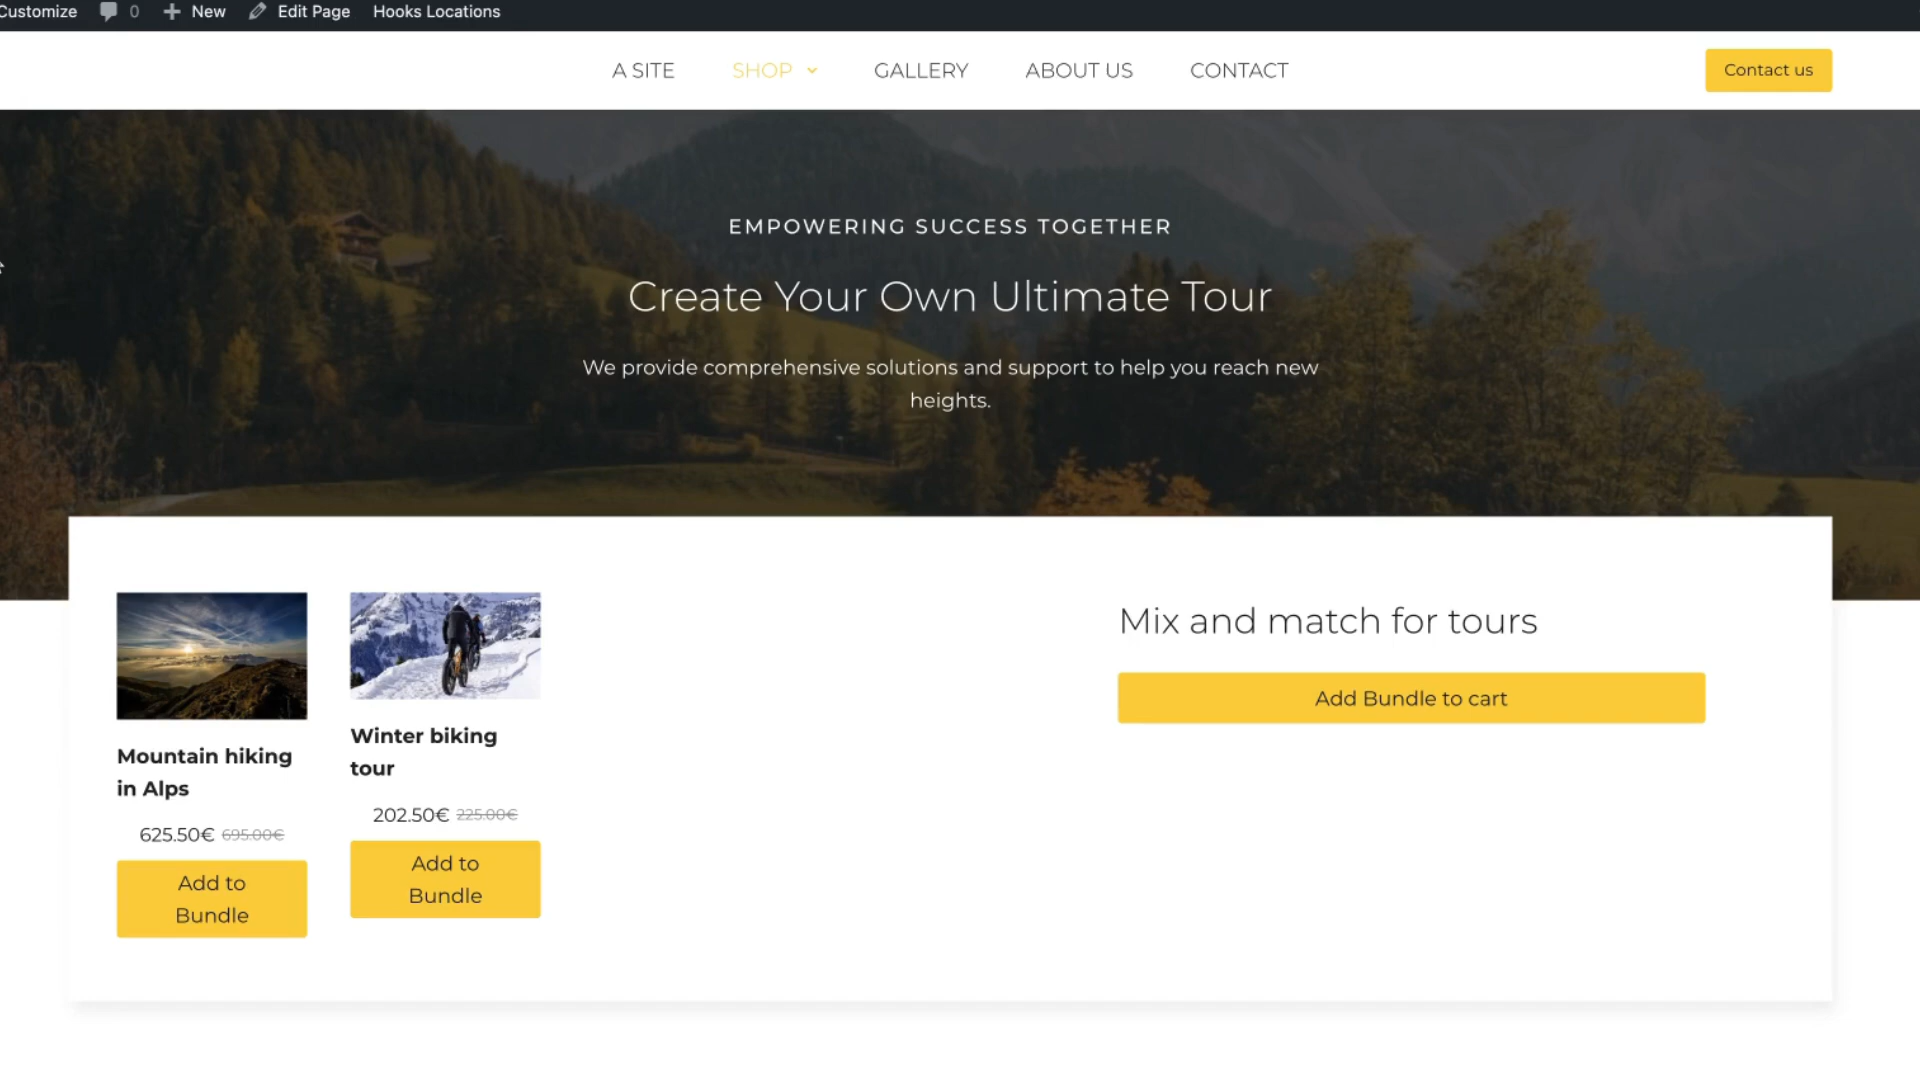 Customize 0 New Edit Page Hooks Locations
A SITE SHOP GALLERY ABOUT US CONTACT Contact us
EMPOWERING SUCCESS TOGETHER
Create Your Own Ultimate Tour
We provide comprehensive solutions and support to help you reach new
heights.
Mountain hiking
in Alps
625.50€ 695.00€
Add to
Bundle
Winter biking
tour
202.50€ 225.00€
Add to
Bundle
Mix and match for tours
Add Bundle to cart